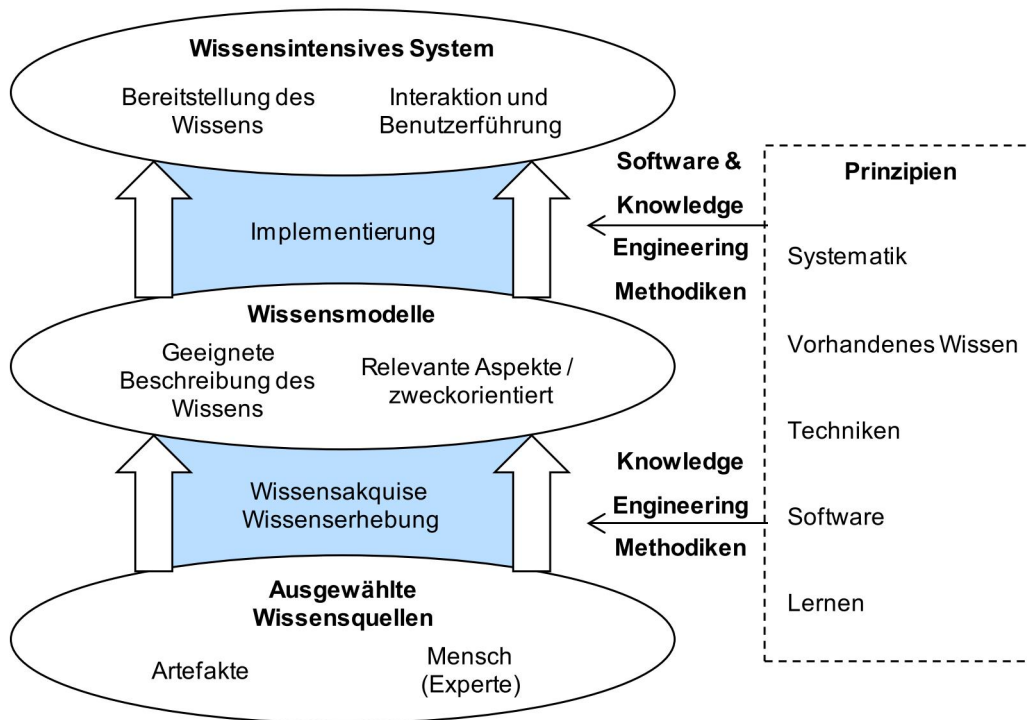 Wissensintensives System
Bereitstellung des
Wissens
Interaktion und
Benutzerführung
Implementierung
Wissensmodelle
Geeignete
Beschreibung des
Wissens
Relevante Aspekte /
zweckorientiert
Wissensakquise
Wissenserhebung
Ausgewählte
Wissensquellen
Artefakte
Mensch
(Experte)
Software &
Knowledge
Engineering
Methodiken
Knowledge
Engineering
Methodiken
Prinzipien
Systematik
Vorhandenes Wissen
Techniken
Software
Lernen